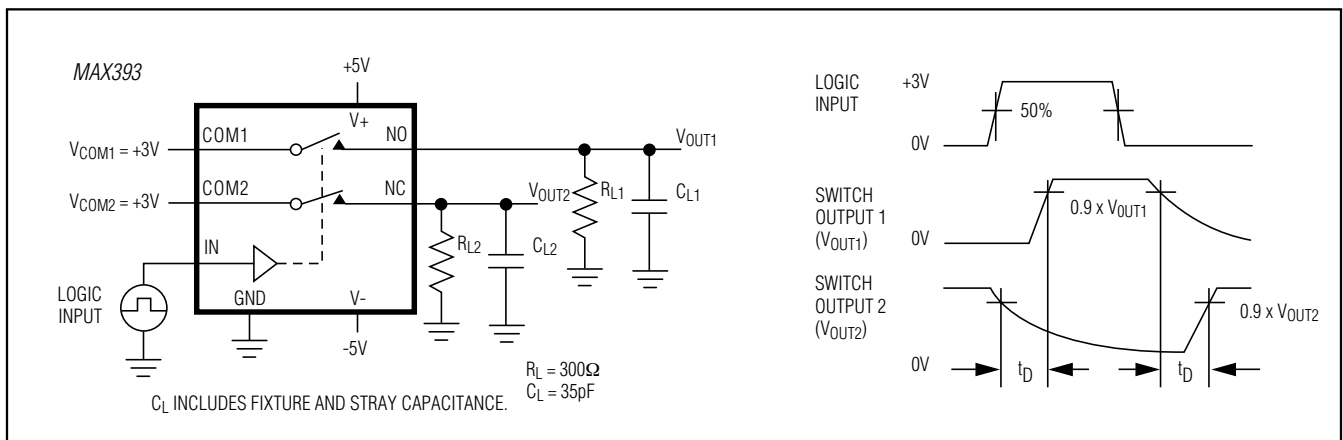 MAX393
+5V
V+
COM1
NO
VCOM1 = +3V
VOUT1
COM2
NC
VCOM2 = +3V
VOUT2
RL1
CL1
RL2
CL2
IN
LOGIC
INPUT
GND
V-
-5V
RL = 300Ω
CL = 35pF
CL INCLUDES FIXTURE AND STRAY CAPACITANCE.
LOGIC
INPUT
+3V
50%
0V
SWITCH
OUTPUT 1
(VOUT1)
0.9 x VOUT1
0V
SWITCH
OUTPUT 2
(VOUT2)
0.9 x VOUT2
0V
tD
tD